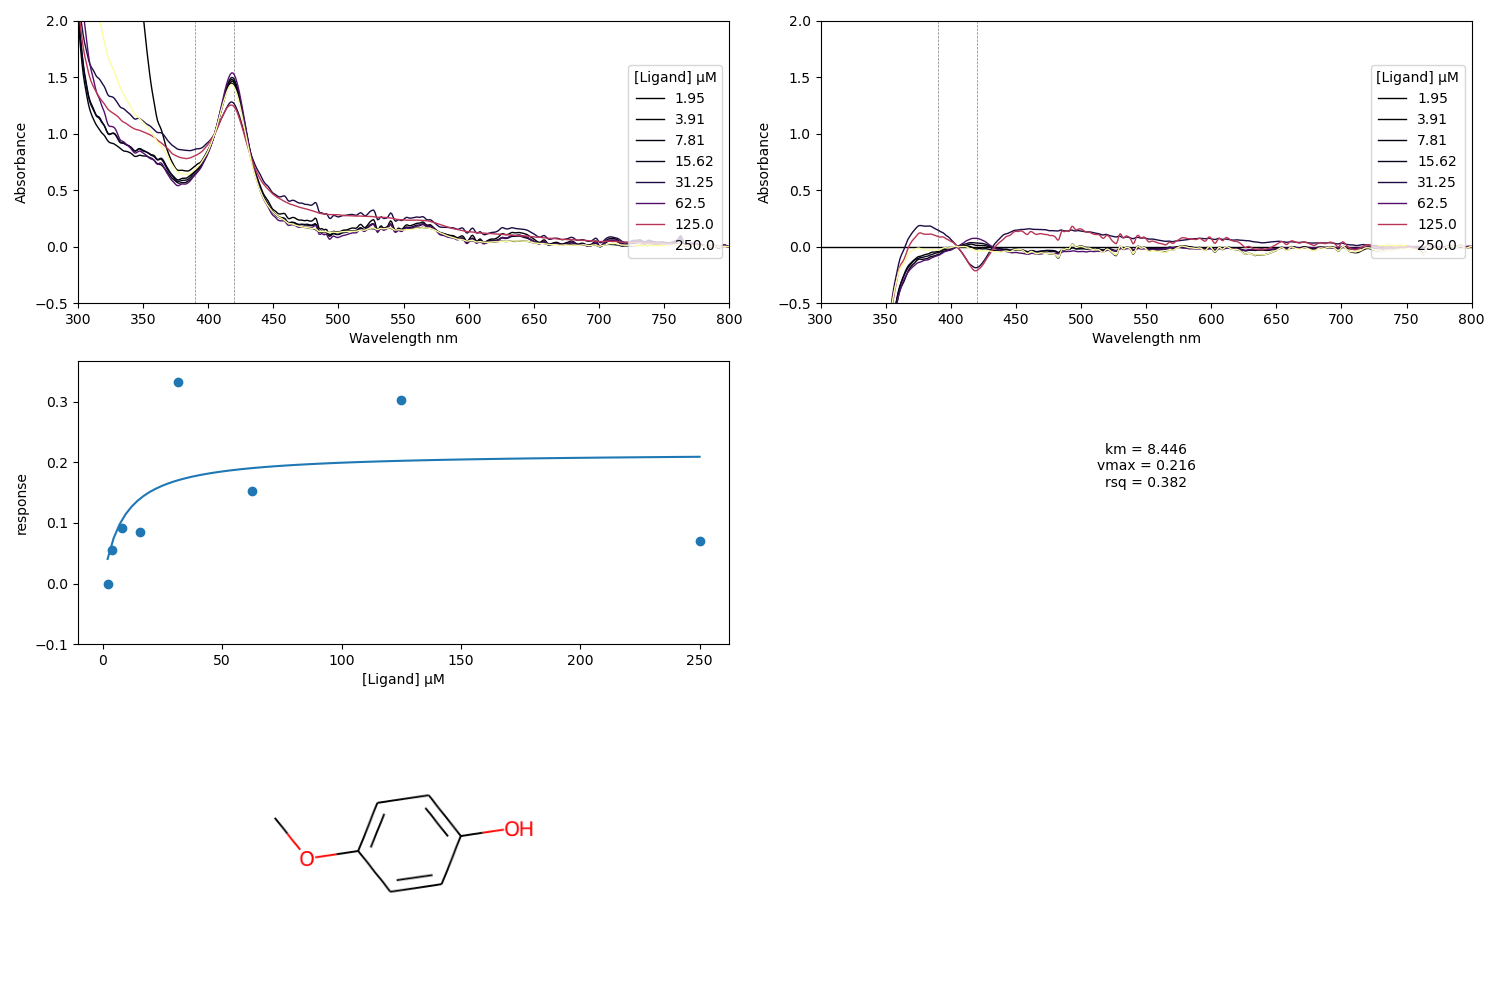 2.0
1.5
1.0
0.5
0.0
−0.5
Absorbance
300 350 400 450 500 550 600 650 700 750 800
Wavelength nm
[Ligand] μM
1.95
3.91
7.81
15.62
31.25
62.5
125.0
250.0
2.0
1.5
1.0
0.5
0.0
−0.5
Absorbance
300 350 400 450 500 550 600 650 700 750 800
Wavelength nm
[Ligand] μM
1.95
3.91
7.81
15.62
31.25
62.5
125.0
250.0
0.3
0.2
0.1
0.0
−0.1
response
0 50 100 150 200 250
[Ligand] μM
km = 8.446
vmax = 0.216
rsq = 0.382
OH
O